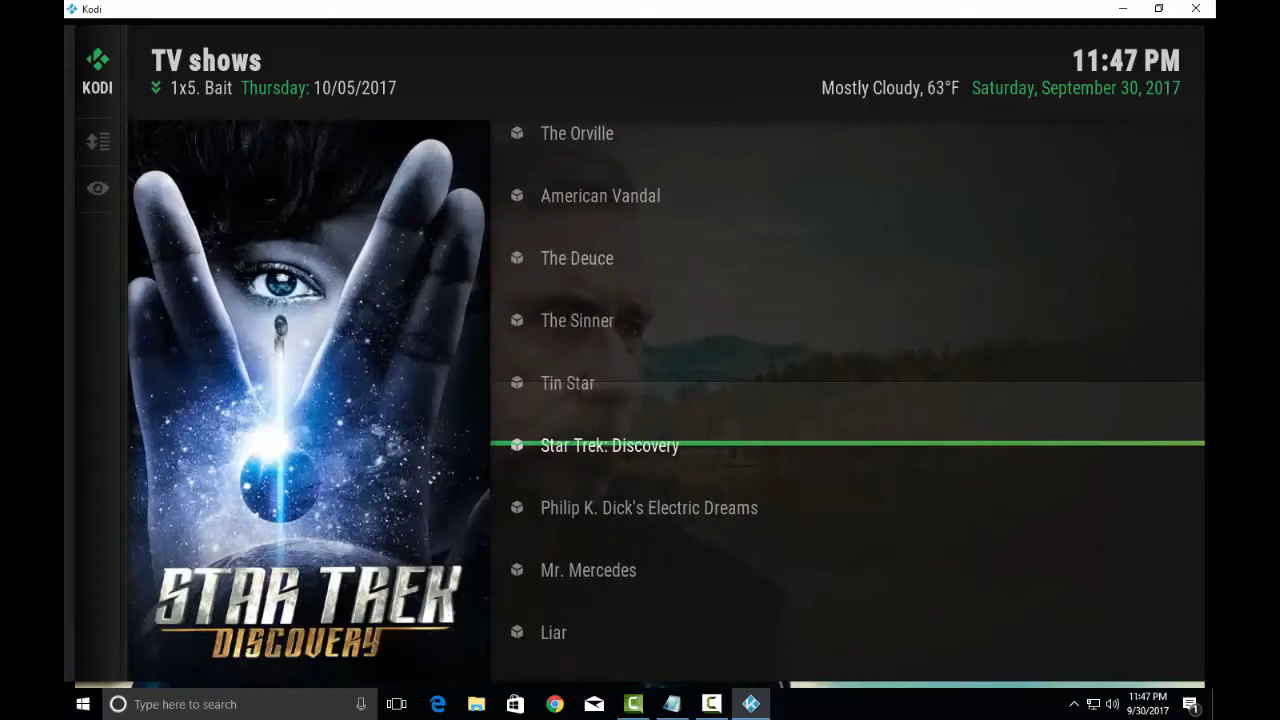 Kodi
KODI
TV shows
1x5. Bait Thursday: 10/05/2017
11:47 PM
Mostly Cloudy, 63°F Saturday, September 30, 2017
The Orville
American Vandal
The Deuce
The Sinner
Tin Star
Star Trek: Discovery
Philip K. Dick's Electric Dreams
Mr. Mercedes
Liar
STAR TREK
DISCOVERY
Type here to search
11:47 PM
9/30/2017
1